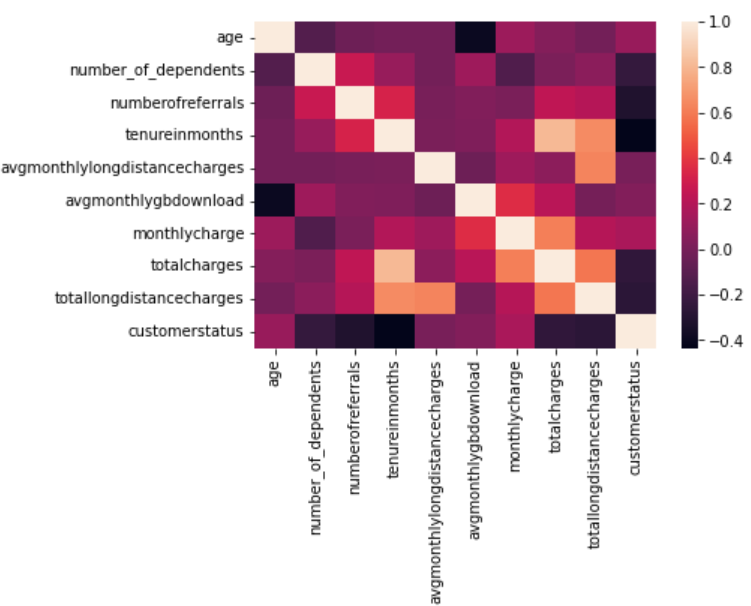 age
number_of_dependents
numberofreferrals
tenureinmonths
avgmonthlylongdistancecharges
avgmonthlygbdownload
monthlycharge
totalcharges
totallongdistancecharges
customerstatus
age
number_of_dependents
numberofreferrals
tenureinmonths
avgmonthlylongdistancecharges
avgmonthlygbdownload
monthlycharge
totalcharges
totallongdistancecharges
customerstatus
1.0
0.8
0.6
0.4
0.2
0.0
−0.2
−0.4